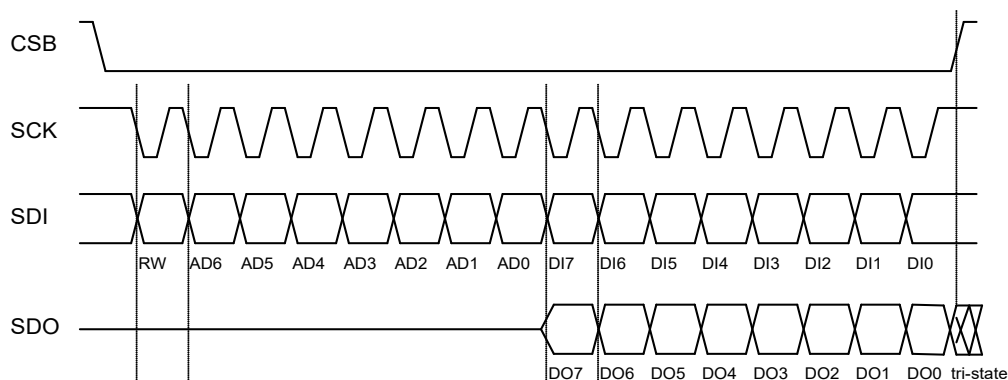 CSB
SCK
SDI
RW AD6 AD5 AD4 AD3 AD2 AD1 AD0 DI7 DI6 DI5 DI4 DI3 DI2 DI1 DI0
SDO
DO7 DO6 DO5 DO4 DO3 DO2 DO1 DO0 tri-state